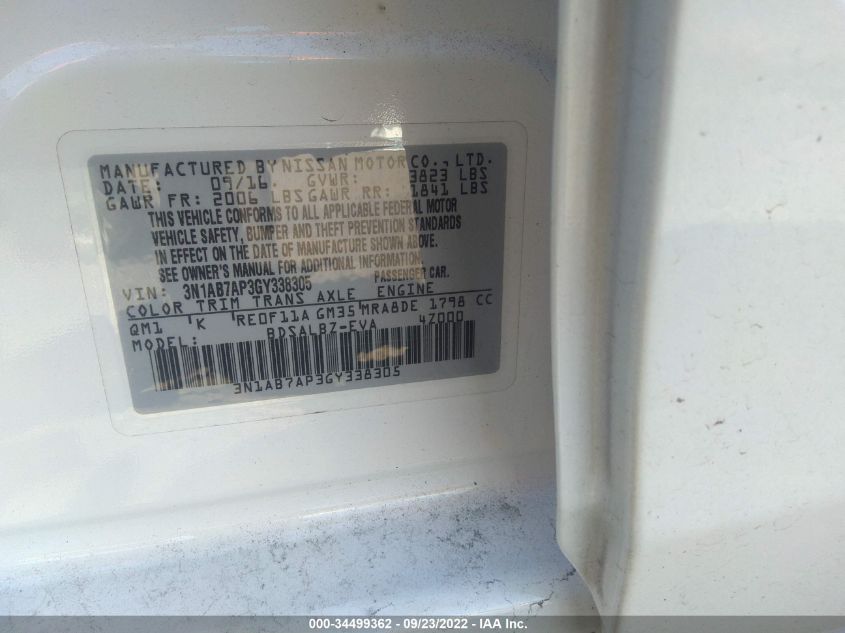 MANUFACTURED BY NISSAN MOTOR CO., LTD.
DATE: 09/16. GVWR: 3823 LBS
GAWR FR: 2006 LBS GAWR RR: 1841 LBS
THIS VEHICLE CONFORMS TO ALL APPLICABLE FEDERAL MOTOR
VEHICLE SAFETY, BUMPER AND THEFT PREVENTION STANDARDS
IN EFFECT ON THE DATE OF MANUFACTURE SHOWN ABOVE.
SEE OWNER'S MANUAL FOR ADDITIONAL INFORMATION.
VIN: 3N1AB7AP3GY338305 PASSENGER CAR.
COLOR TRIM TRANS AXLE ENGINE
QM1 K RE0F11A GM35 MRA8DE 1798 CC
MODEL: BDSALBZ-EVA 4Z000
3N1AB7AP3GY338305
000-34499362 - 09/23/2022 - IAA Inc.